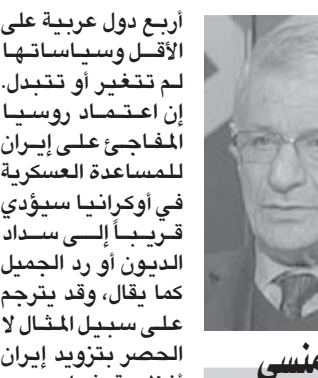 أربع دول عربية على
الأقل وسياساتها
لم تتغير أو تتبدل.
إن اعتماد روسيا
المفاجئ على إيران
للمساعدة العسكرية
في أوكرانيا سيؤدي
قريباً إلى سداد
الديون أو رد الجميل
كما يقال، وقد يترجم
على سبيل المثال لا
الحصر بتزويد إيران
منسي